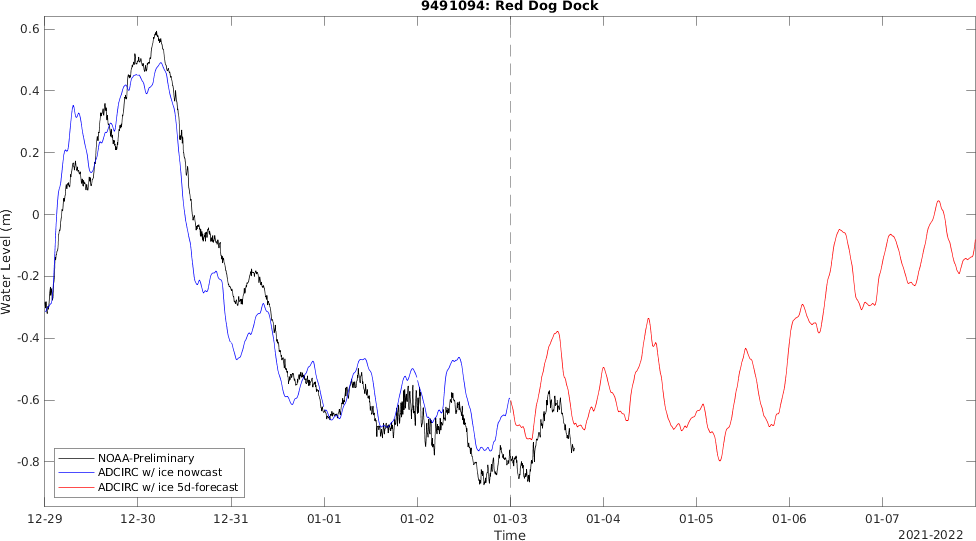 9491094: Red Dog Dock
0.6
0.4
0.2
0
-0.2
-0.4
-0.6
-0.8
Water Level (m)
NOAA-Preliminary
ADCIRC w/ ice nowcast
ADCIRC w/ ice 5d-forecast
12-29 12-30 12-31 01-01 01-02 01-03 01-04 01-05 01-06 01-07
Time
2021-2022